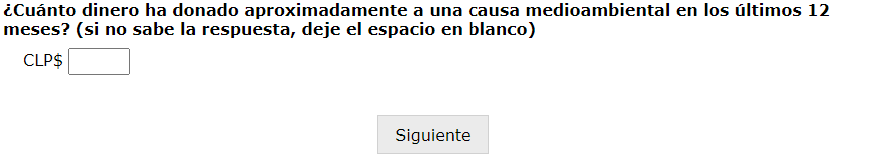 ¿Cuánto dinero ha donado aproximadamente a una causa medioambiental en los últimos 12
meses? (si no sabe la respuesta, deje el espacio en blanco)
CLP$
Siguiente